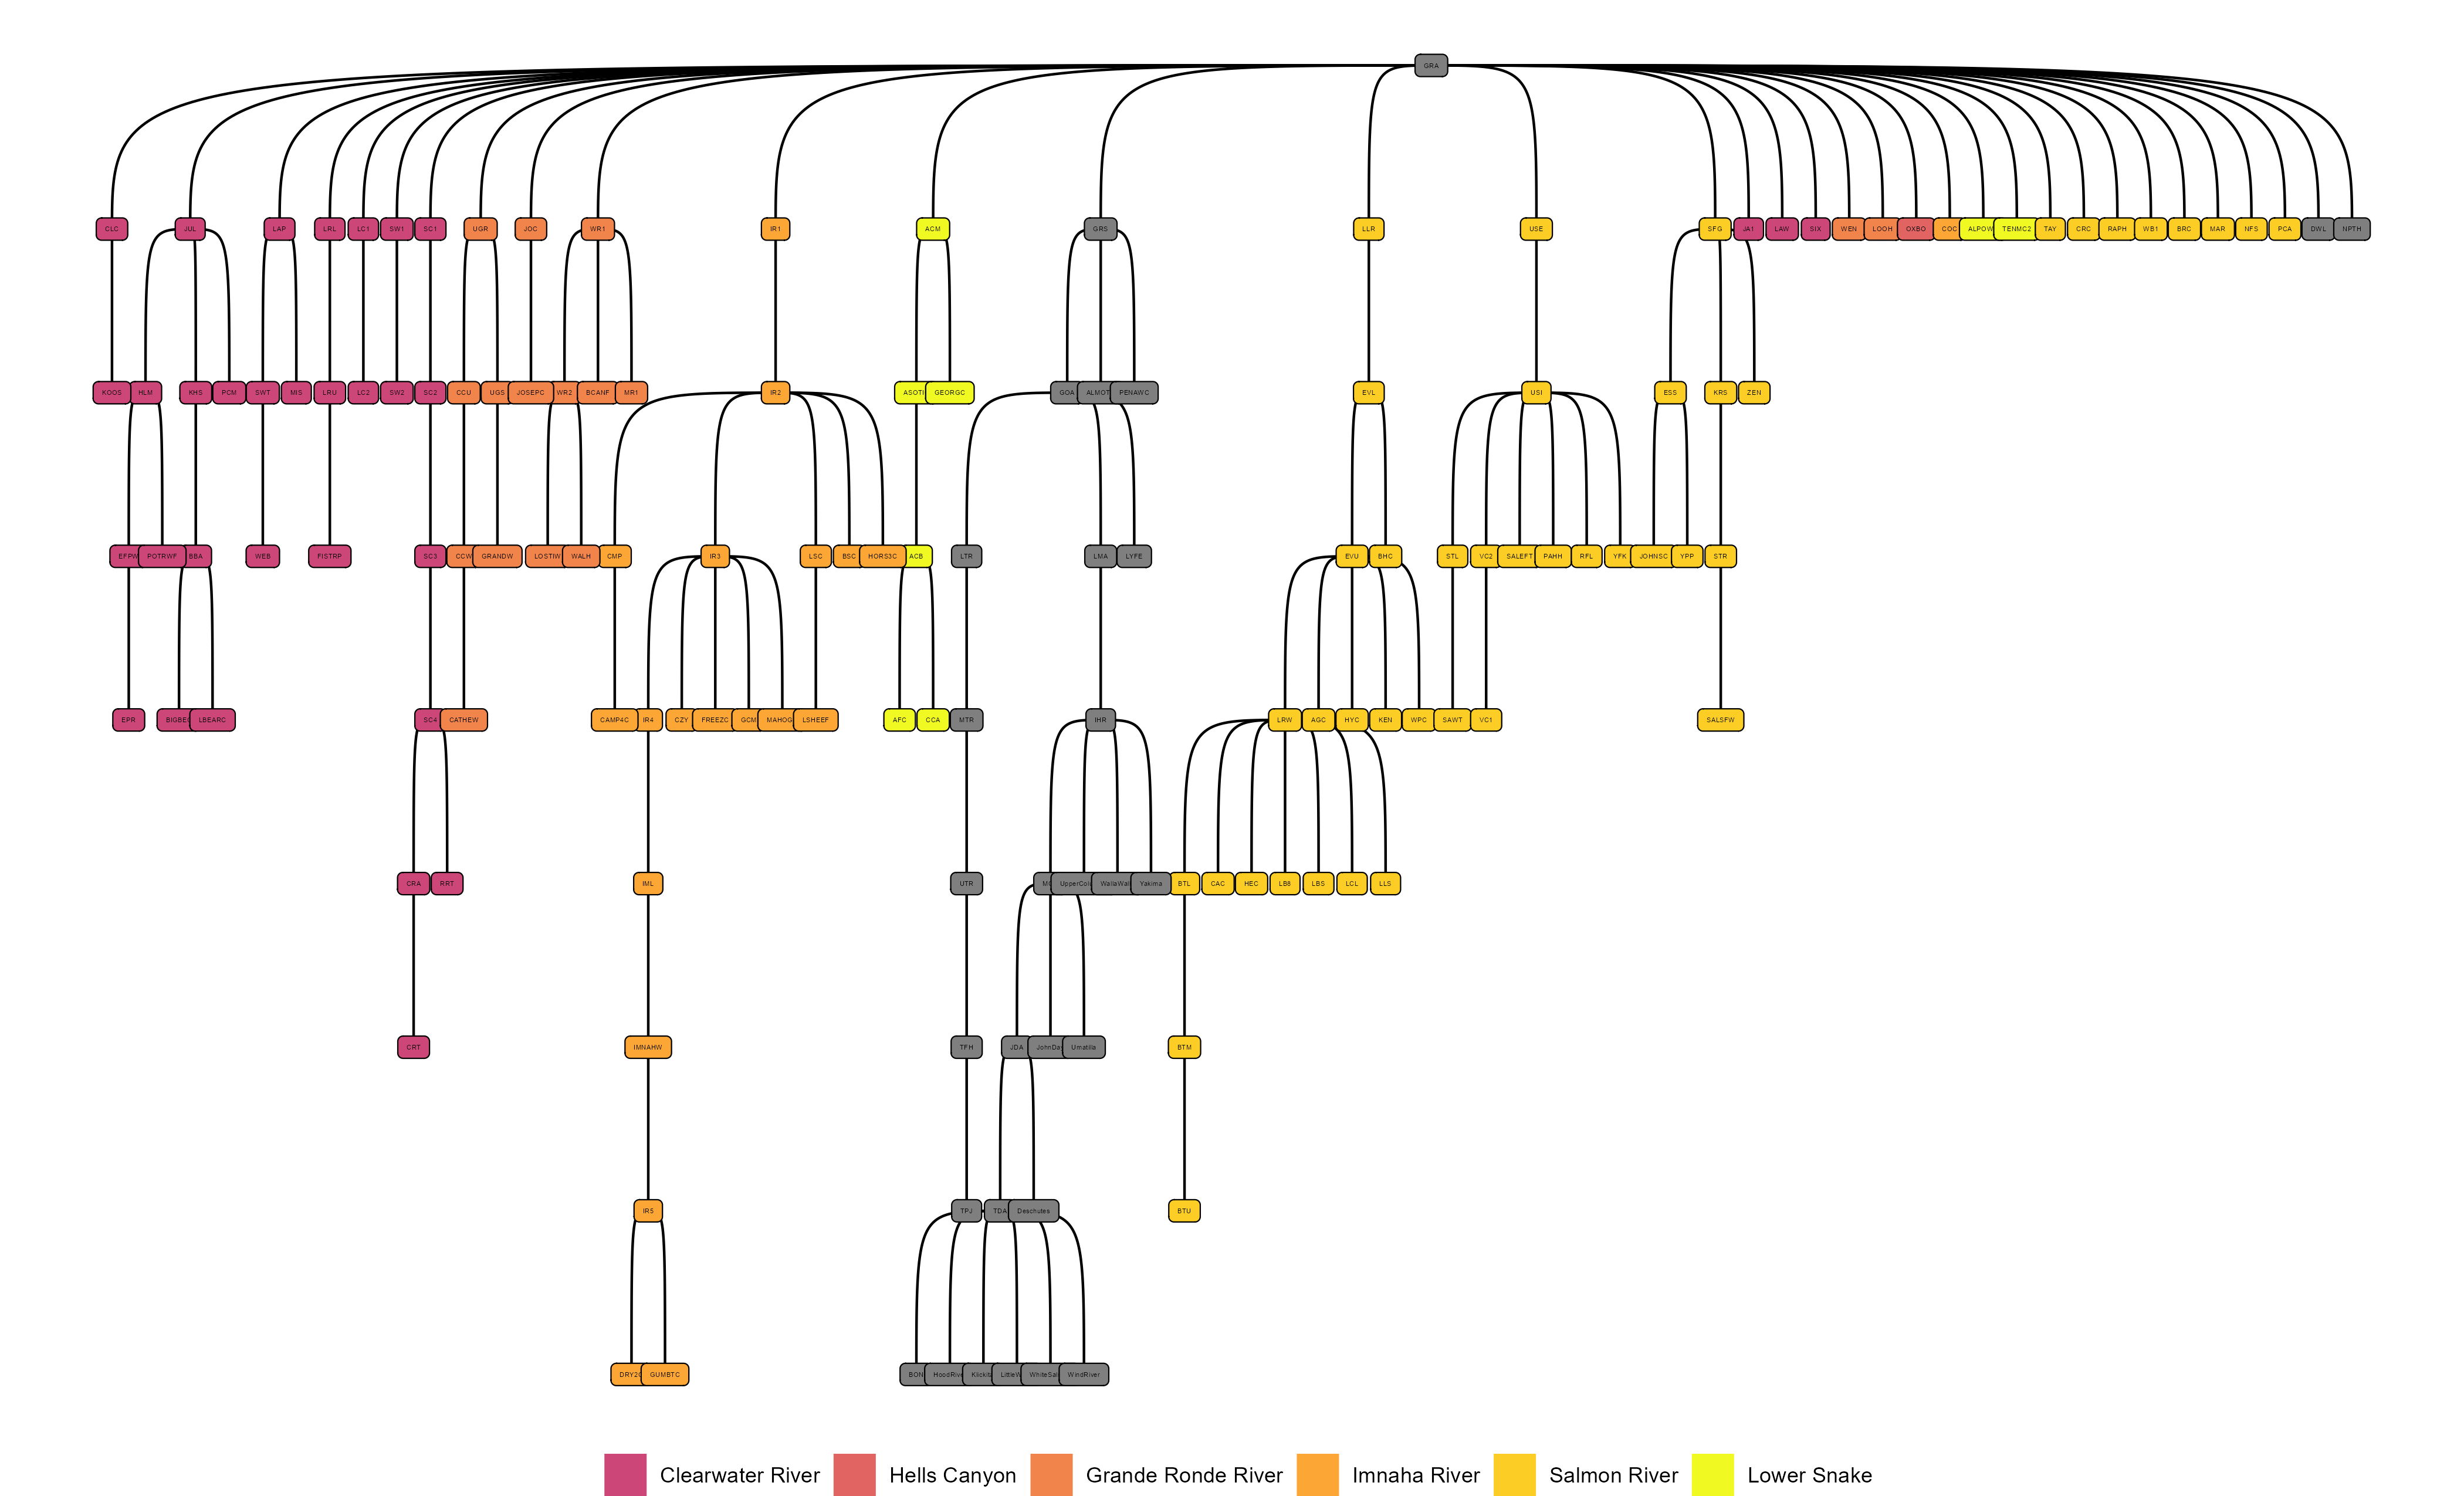 GRA
CLC JUL LAP LRL LC1 SW1 SC1 UGR JOC WR1 IR1 ACM GRS LLR USE SFG JA1 LAW SIX WEN LOOH OXBO COC ALPOW TENMC2 TAY CRC RAPH WB1 BRC MAR NFS PCA DWL NPTH
KOOS HLM KHS PCM SWT MIS LRU LC2 SW2 SC2 CCU UGS JOSEPC WR2 BCANF MR1 IR2 ASOTI GEORGC GOA ALMOT PENAWC EVL USI ESS KRS ZEN
EFPW POTRWF BBA WEB FISTRP SC3 CCW GRANDW LOSTIW WALH CMP IR3 LSC BSC HORS3C ACB LTR LMA LYFE EVU BHC STL VC2 SALEFT PAHH RFL YFK JOHNSC YPP STR
EPR BIGBE LBEARC SC4 CATHEW CAMP4C IR4 CZY FREEZC GCM MAHOG LSHEEF AFC CCA MTR IHR LRW AGC HYC KEN WPC SAWT VC1 SALSFW
CRA RRT IML UTR UpperCol WallaWal Yakima BTL CAC HEC LB8 LBS LCL LLS
CRT IMNAHW TFH JDA JohnDa Umatilla BTM
IR5 TPJ TDA Deschutes BTU
DRY2 GUMBTC BON HoodRiv Klickit LittleW WhiteSal WindRiver
Clearwater River Hells Canyon Grande Ronde River Imnaha River Salmon River Lower Snake